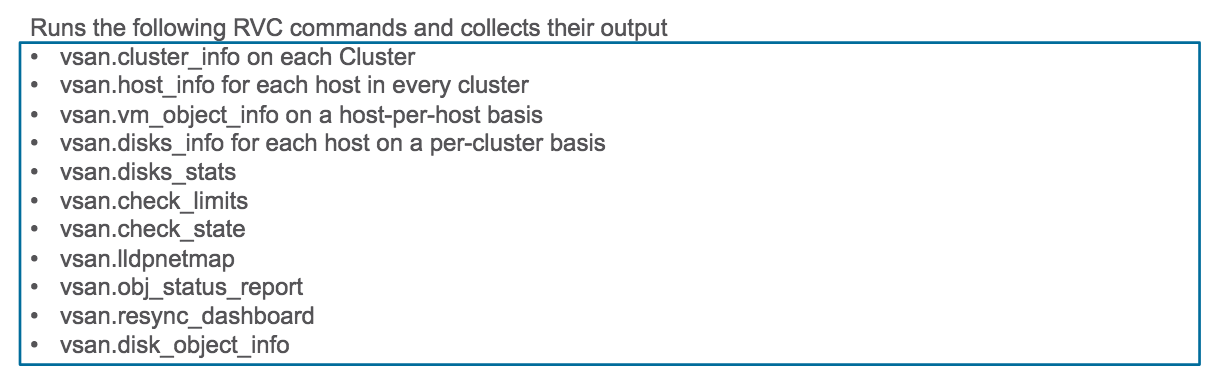 Runs the following RVC commands and collects their output
• vsan.cluster_info on each Cluster
• vsan.host_info for each host in every cluster
• vsan.vm_object_info on a host-per-host basis
• vsan.disks_info for each host on a per-cluster basis
• vsan.disks_stats
• vsan.check_limits
• vsan.check_state
• vsan.lldpnetmap
• vsan.obj_status_report
• vsan.resync_dashboard
• vsan.disk_object_info